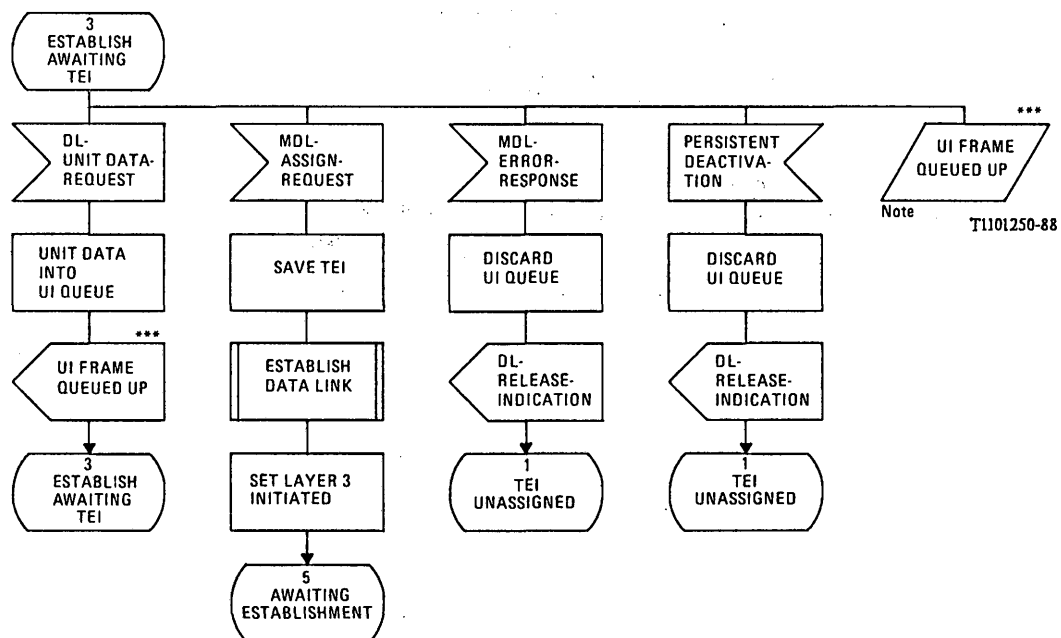 3
ESTABLISH
AWAITING
TEI
DL-
UNIT DATA-
REQUEST
UNIT DATA
INTO
UI QUEUE
***
UI FRAME
QUEUED UP
3
ESTABLISH
AWAITING
TEI
MDL-
ASSIGN-
REQUEST
SAVE TEI
ESTABLISH
DATA LINK
SET LAYER 3
INITIATED
5
AWAITING
ESTABLISHMENT
MDL-
ERROR-
RESPONSE
DISCARD
UI QUEUE
DL-
RELEASE-
INDICATION
1
TEI
UNASSIGNED
PERSISTENT
DEACTIVA-
TION
DISCARD
UI QUEUE
DL-
RELEASE-
INDICATION
1
TEI
UNASSIGNED
***
UI FRAME
QUEUED UP
Note
T1101250-88